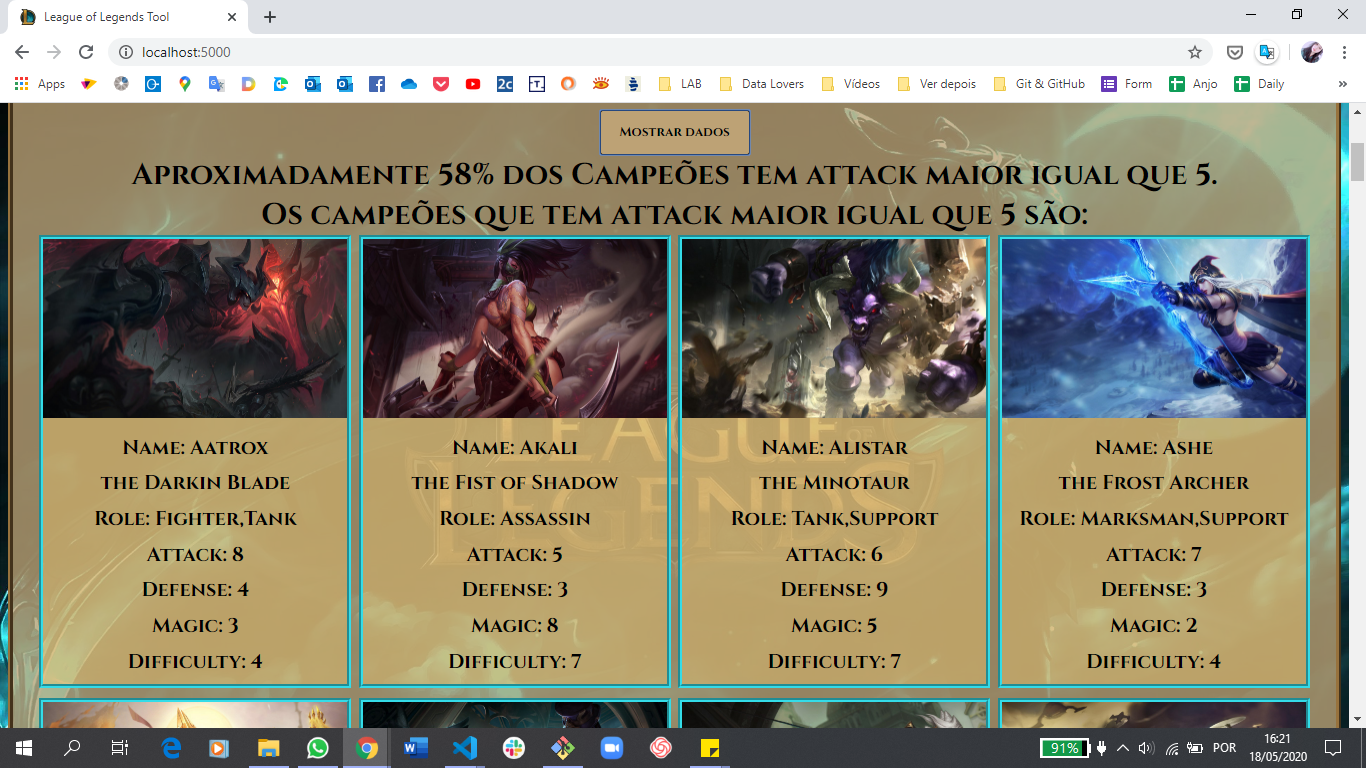 League of Legends Tool
localhost:5000
Apps
LAB
Data Lovers
Vídeos
Ver depois
Git & GitHub
Form
Anjo
Daily
Mostrar dados
Aproximadamente 58% dos Campeões tem attack maior igual que 5.
Os campeões que tem attack maior igual que 5 são:
Name: Aatrox
the Darkin Blade
Role: Fighter,Tank
Attack: 8
Defense: 4
Magic: 3
Difficulty: 4
Name: Akali
the Fist of Shadow
Role: Assassin
Attack: 5
Defense: 3
Magic: 8
Difficulty: 7
Name: Alistar
the Minotaur
Role: Tank,Support
Attack: 6
Defense: 9
Magic: 5
Difficulty: 7
Name: Ashe
the Frost Archer
Role: Marksman,Support
Attack: 7
Defense: 3
Magic: 2
Difficulty: 4
League of
Legends
91%
POR
16:21
18/05/2020